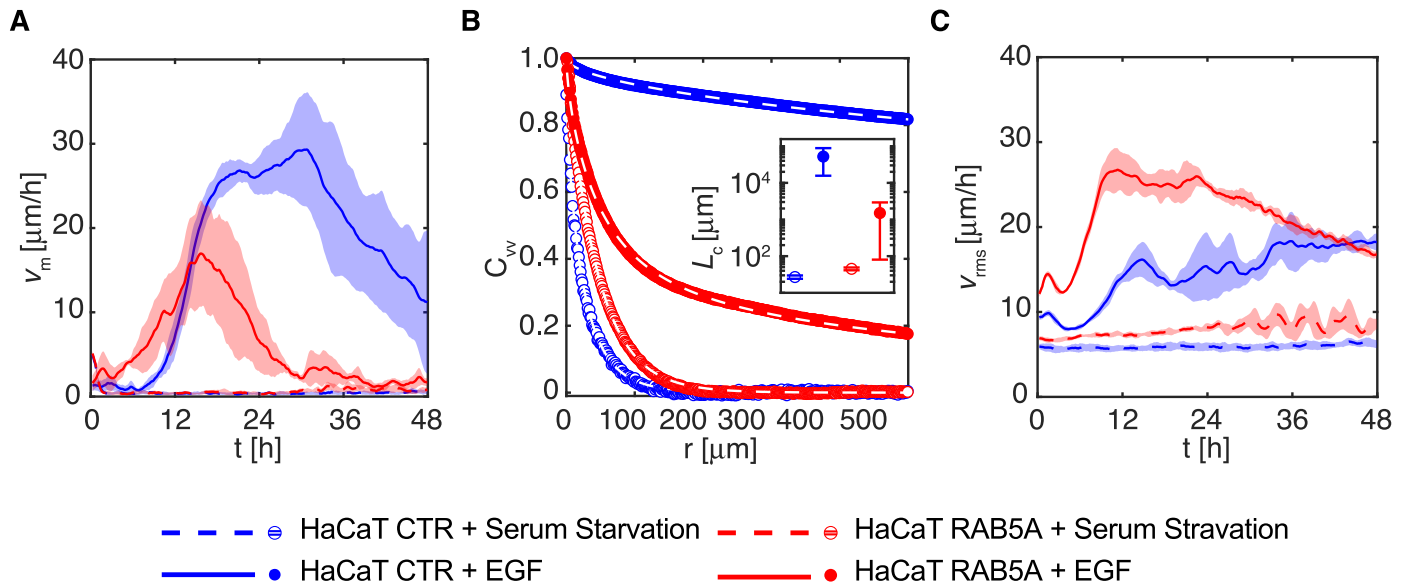 A
40
30
20
10
0
v_m [μm/h]
0 12 24 36 48
t [h]
B
1.0
0.8
0.6
0.4
0.2
0
C_vv
0 100 200 300 400 500
r [μm]
10^4
10^2
L_c [μm]
C
40
30
20
10
0
v_rms [μm/h]
0 12 24 36 48
t [h]
HaCaT CTR + Serum Starvation
HaCaT RAB5A + Serum Stravation
HaCaT CTR + EGF
HaCaT RAB5A + EGF